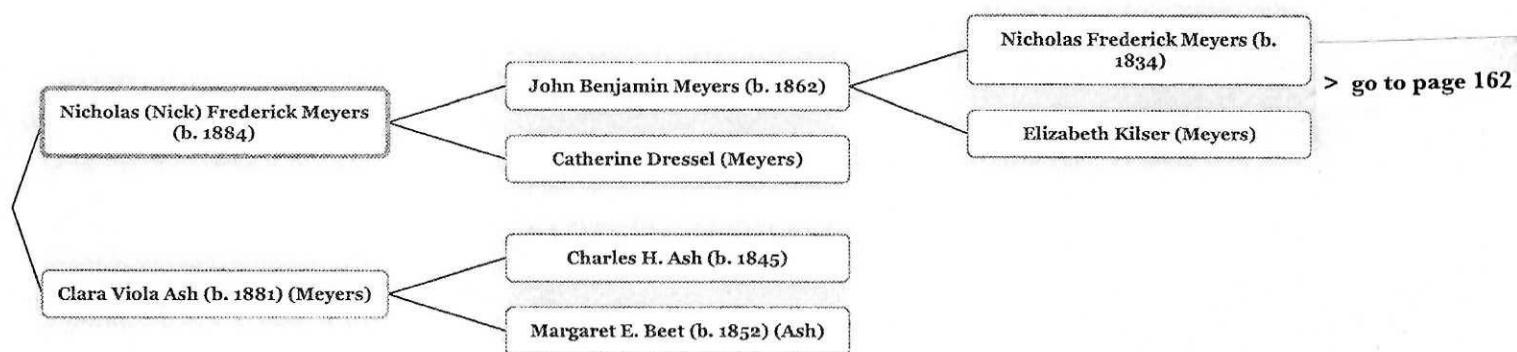 Nicholas Frederick Meyers (b.
1834)
> go to page 162
John Benjamin Meyers (b. 1862)
Nicholas (Nick) Frederick Meyers
(b. 1884)
Elizabeth Kilser (Meyers)
Catherine Dressel (Meyers)
Charles H. Ash (b. 1845)
Clara Viola Ash (b. 1881) (Meyers)
Margaret E. Beet (b. 1852) (Ash)